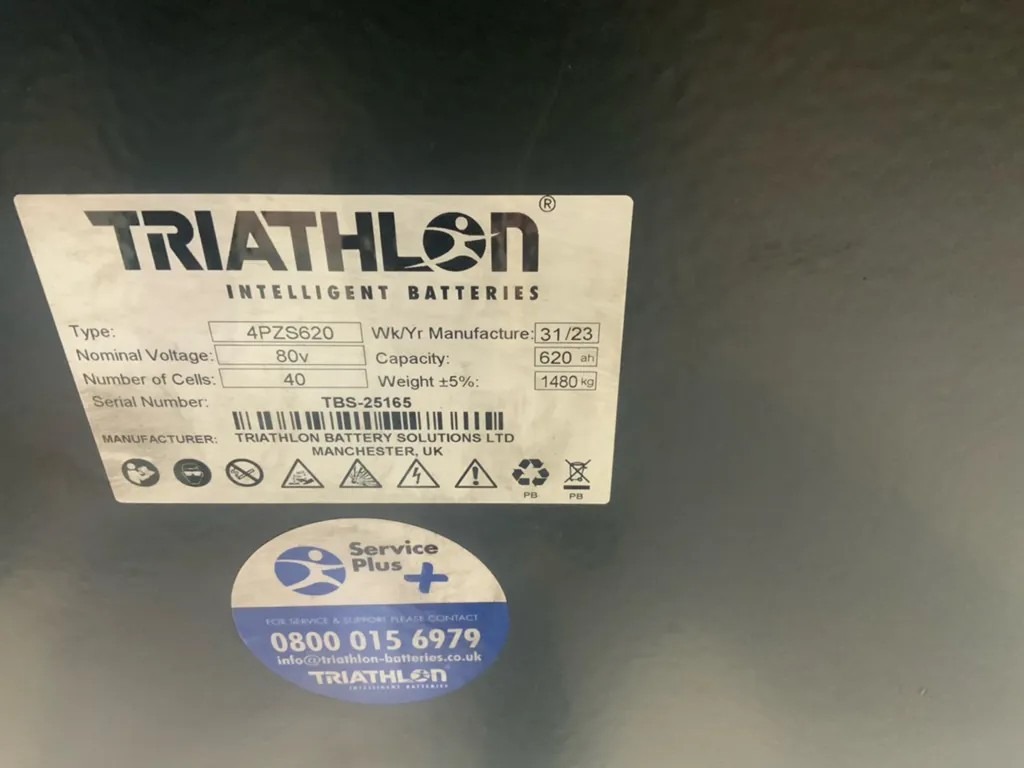 TRIATHLON®
INTELLIGENT BATTERIES
Type: 4PZS620 Wk/Yr Manufacture: 31/23
Nominal Voltage: 80v Capacity: 620 ah
Number of Cells: 40 Weight ±5%: 1480 kg
Serial Number: TBS-25165
MANUFACTURER: TRIATHLON BATTERY SOLUTIONS LTD
MANCHESTER, UK
PB PB
Service
Plus +
FOR SERVICE & SUPPORT PLEASE CONTACT
0800 015 6979
info@triathlon-batteries.co.uk
TRIATHLON
INTELLIGENT BATTERIES